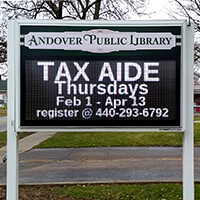 ANDOVER PUBLIC LIBRARY
TAX AIDE
Thursdays
Feb 1 - Apr 13
register @ 440-293-6792